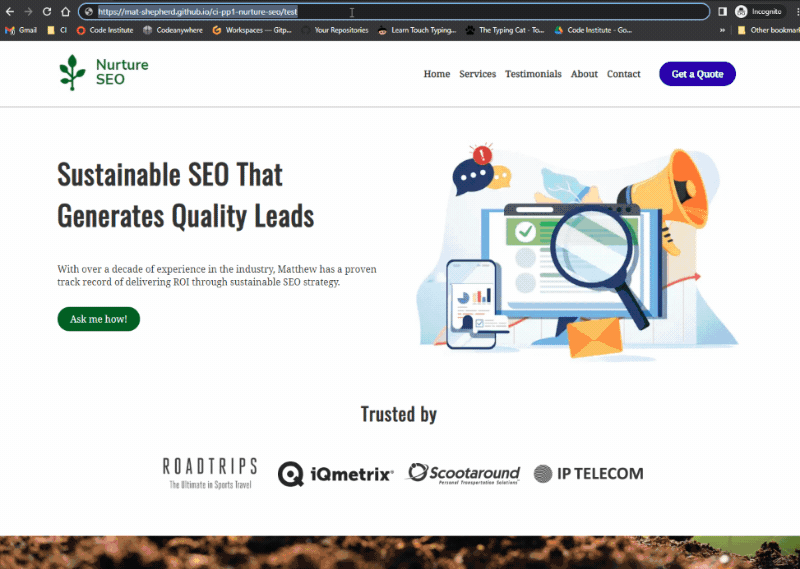 https://mat-shepherd.github.io/ci-pp1-nurture-seo/test
Incognito
Gmail
CI
Code Institute
Codeanywhere
Workspaces — Gitp...
Your Repositories
Learn Touch Typing...
The Typing Cat - To...
Code Institute - Go...
»
Other bookmar
Nurture
SEO
Home
Services
Testimonials
About
Contact
Get a Quote
Sustainable SEO That
Generates Quality Leads
With over a decade of experience in the industry, Matthew has a proven
track record of delivering ROI through sustainable SEO strategy.
Ask me how!
Trusted by
ROADTRIPS
The Ultimate in Sports Travel
iQmetrix®
Scootaround
Personal Transportation Solutions
IP TELECOM